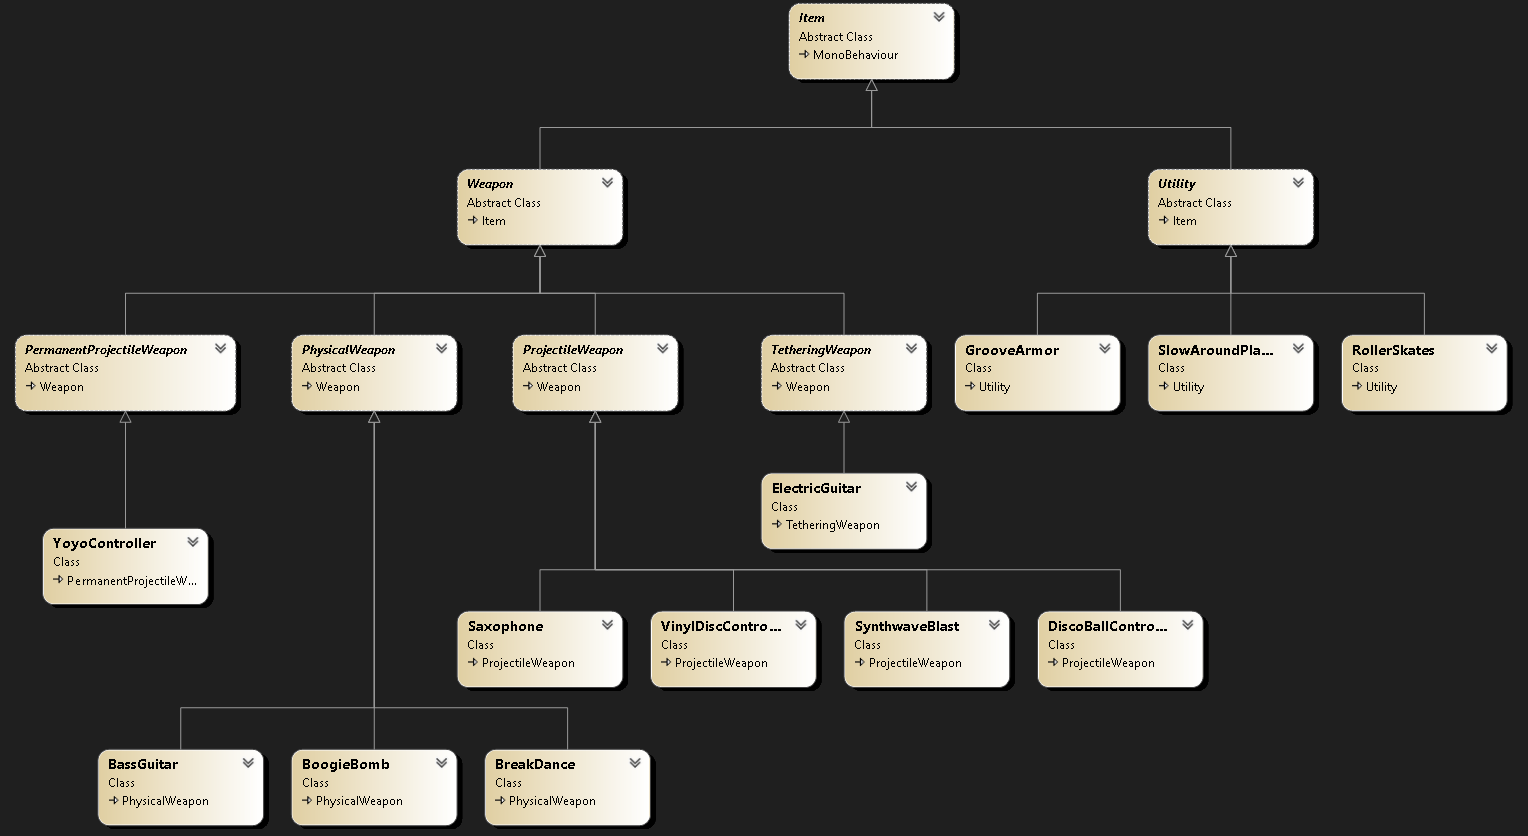 Item
Abstract Class
MonoBehaviour
Weapon
Abstract Class
Item
Utility
Abstract Class
Item
PermanentProjectileWeapon
Abstract Class
Weapon
PhysicalWeapon
Abstract Class
Weapon
ProjectileWeapon
Abstract Class
Weapon
TetheringWeapon
Abstract Class
Weapon
GrooveArmor
Class
Utility
SlowAroundPla...
Class
Utility
RollerSkates
Class
Utility
ElectricGuitar
Class
TetheringWeapon
YoyoController
Class
PermanentProjectileW...
Saxophone
Class
ProjectileWeapon
VinylDiscContro...
Class
ProjectileWeapon
SynthwaveBlast
Class
ProjectileWeapon
DiscoBallContro...
Class
ProjectileWeapon
BassGuitar
Class
PhysicalWeapon
BoogieBomb
Class
PhysicalWeapon
BreakDance
Class
PhysicalWeapon